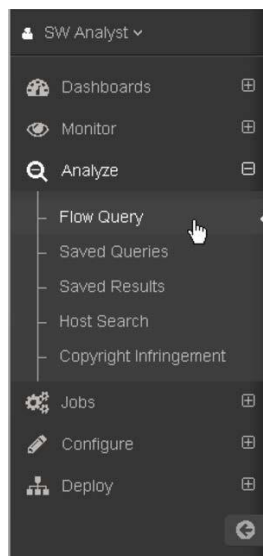 SW Analyst
Dashboards
Monitor
Analyze
Flow Query
Saved Queries
Saved Results
Host Search
Copyright Infringement
Jobs
Configure
Deploy